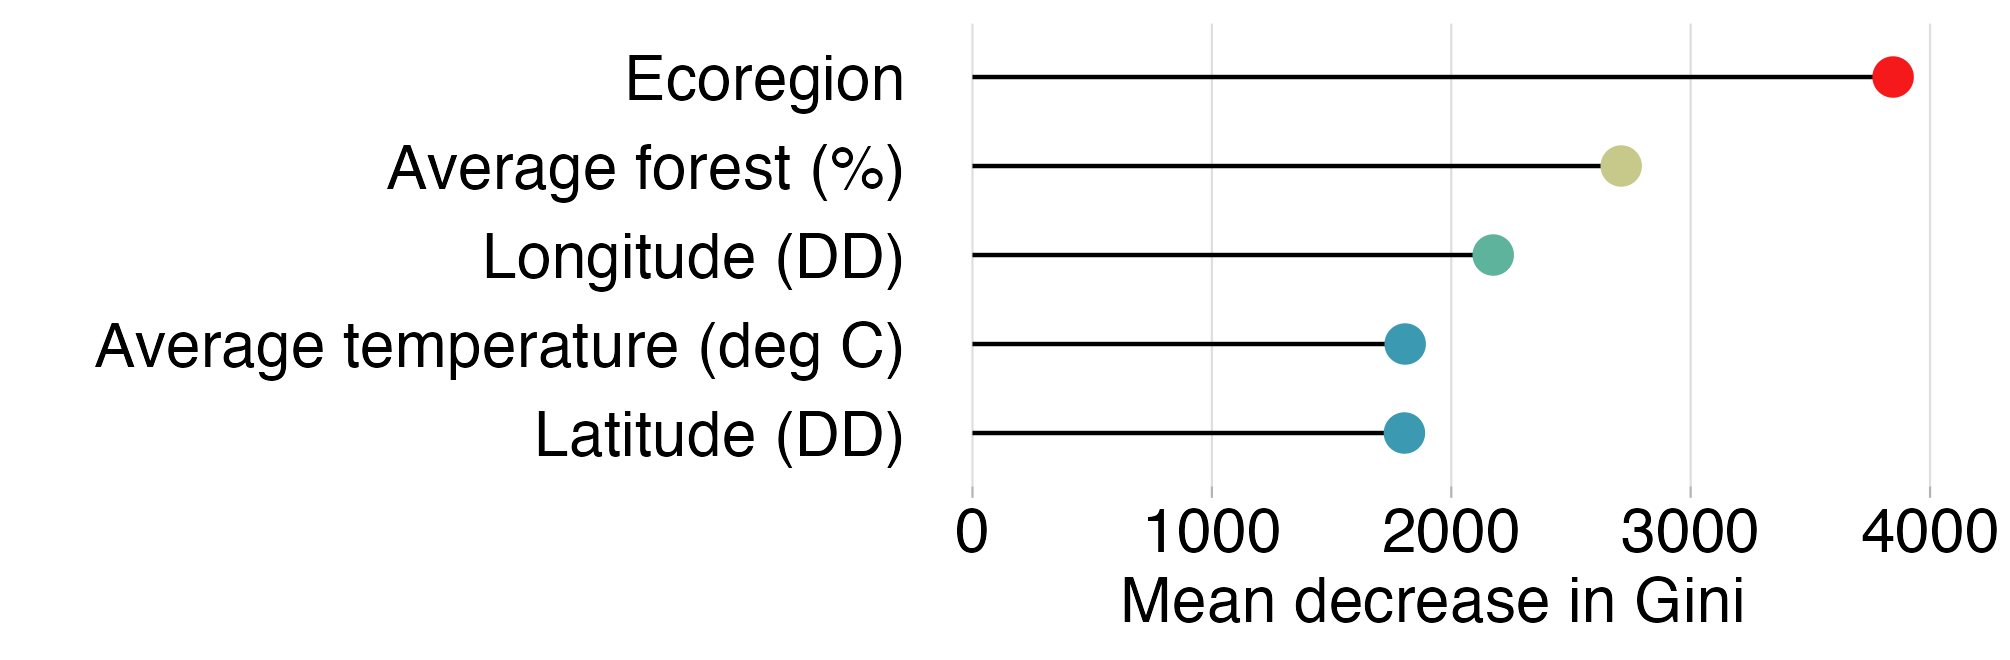 Ecoregion
Average forest (%)
Longitude (DD)
Average temperature (deg C)
Latitude (DD)
0 1000 2000 3000 4000
Mean decrease in Gini